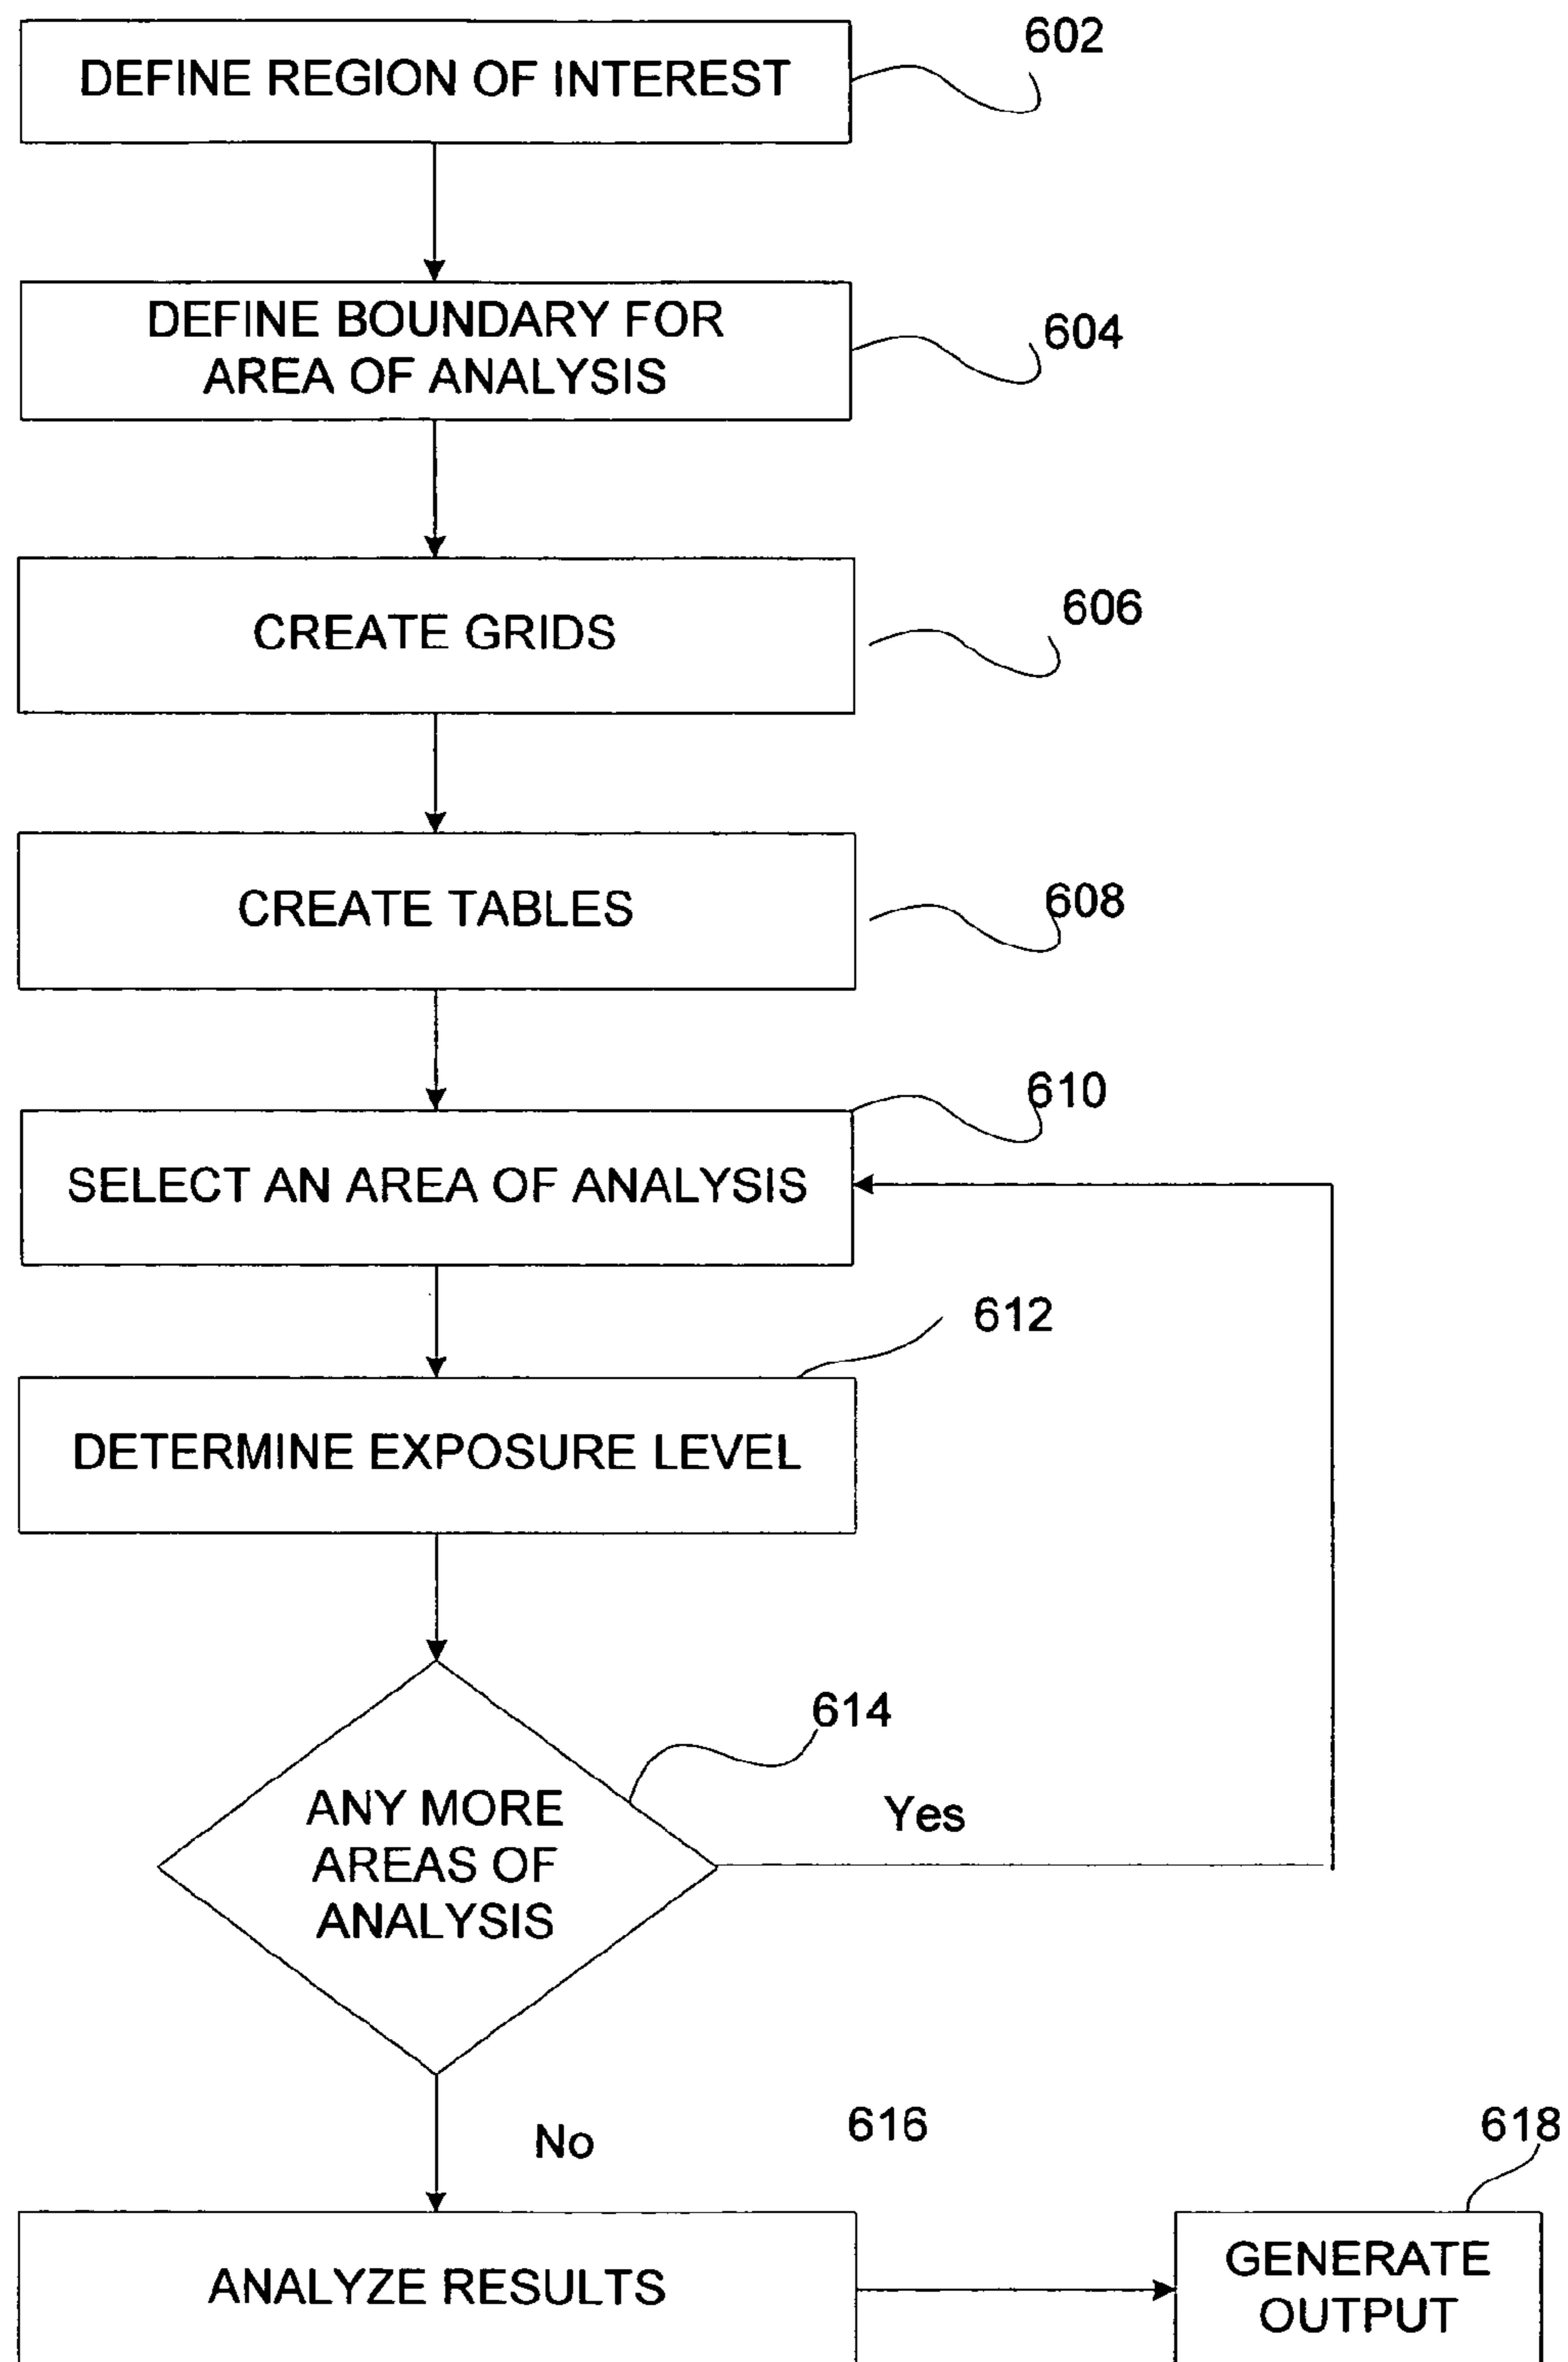 602
DEFINE REGION OF INTEREST
DEFINE BOUNDARY FOR
AREA OF ANALYSIS
604
CREATE GRIDS
606
CREATE TABLES
608
610
SELECT AN AREA OF ANALYSIS
612
DETERMINE EXPOSURE LEVEL
614
ANY MORE
AREAS OF
ANALYSIS
Yes
No
616
618
ANALYZE RESULTS
GENERATE
OUTPUT